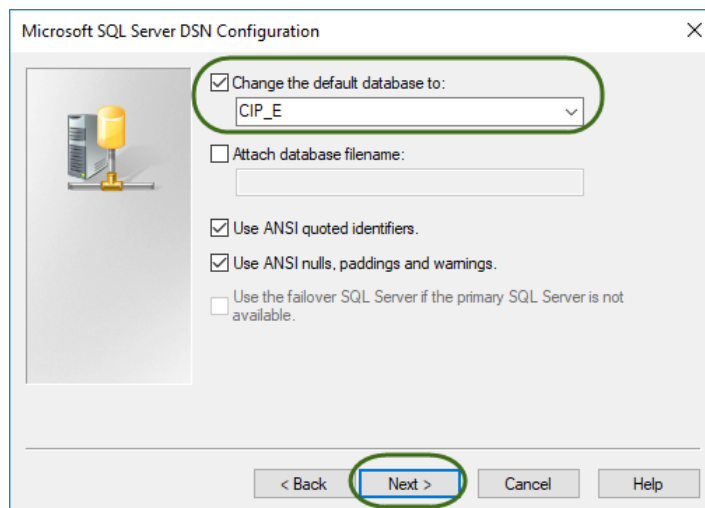 Microsoft SQL Server DSN Configuration
Change the default database to:
CIP_E
Attach database filename:
Use ANSI quoted identifiers.
Use ANSI nulls, paddings and warnings.
Use the failover SQL Server if the primary SQL Server is not
available.
< Back Next > Cancel Help